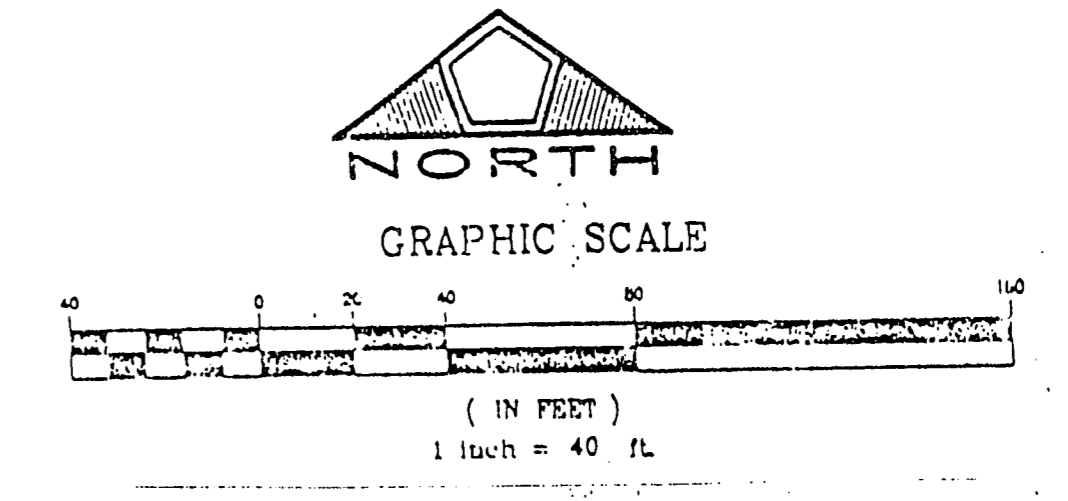 NORTH
GRAPHIC SCALE
40 0 20 40 80 160
( IN FEET )
1 inch = 40 ft.